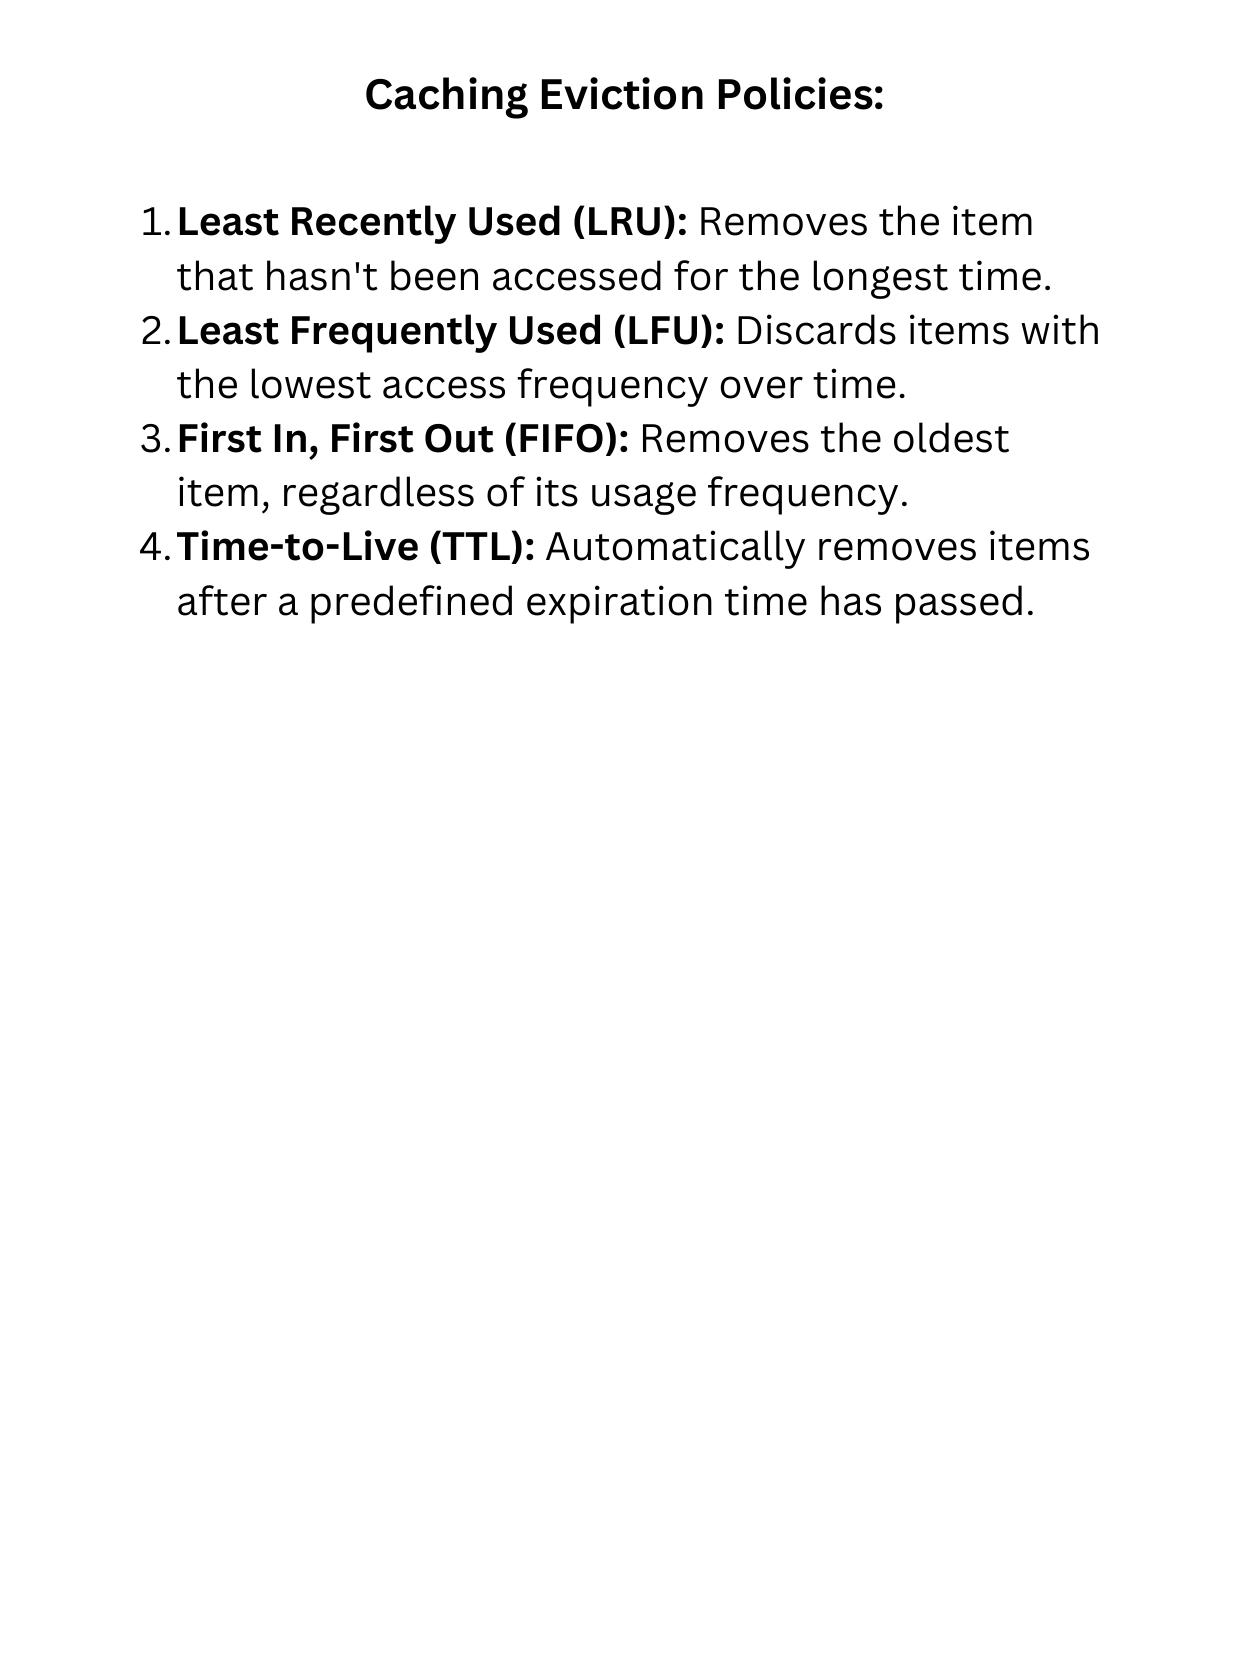 Caching Eviction Policies:
1. Least Recently Used (LRU): Removes the item
that hasn't been accessed for the longest time.
2. Least Frequently Used (LFU): Discards items with
the lowest access frequency over time.
3. First In, First Out (FIFO): Removes the oldest
item, regardless of its usage frequency.
4. Time-to-Live (TTL): Automatically removes items
after a predefined expiration time has passed.